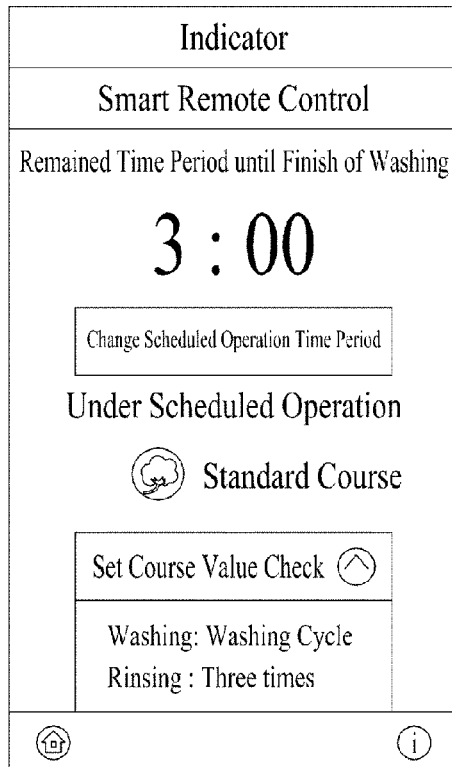 Indicator
Smart Remote Control
Remained Time Period until Finish of Washing
3 : 00
Change Scheduled Operation Time Period
Under Scheduled Operation
Standard Course
Set Course Value Check
Washing: Washing Cycle
Rinsing : Three times
i